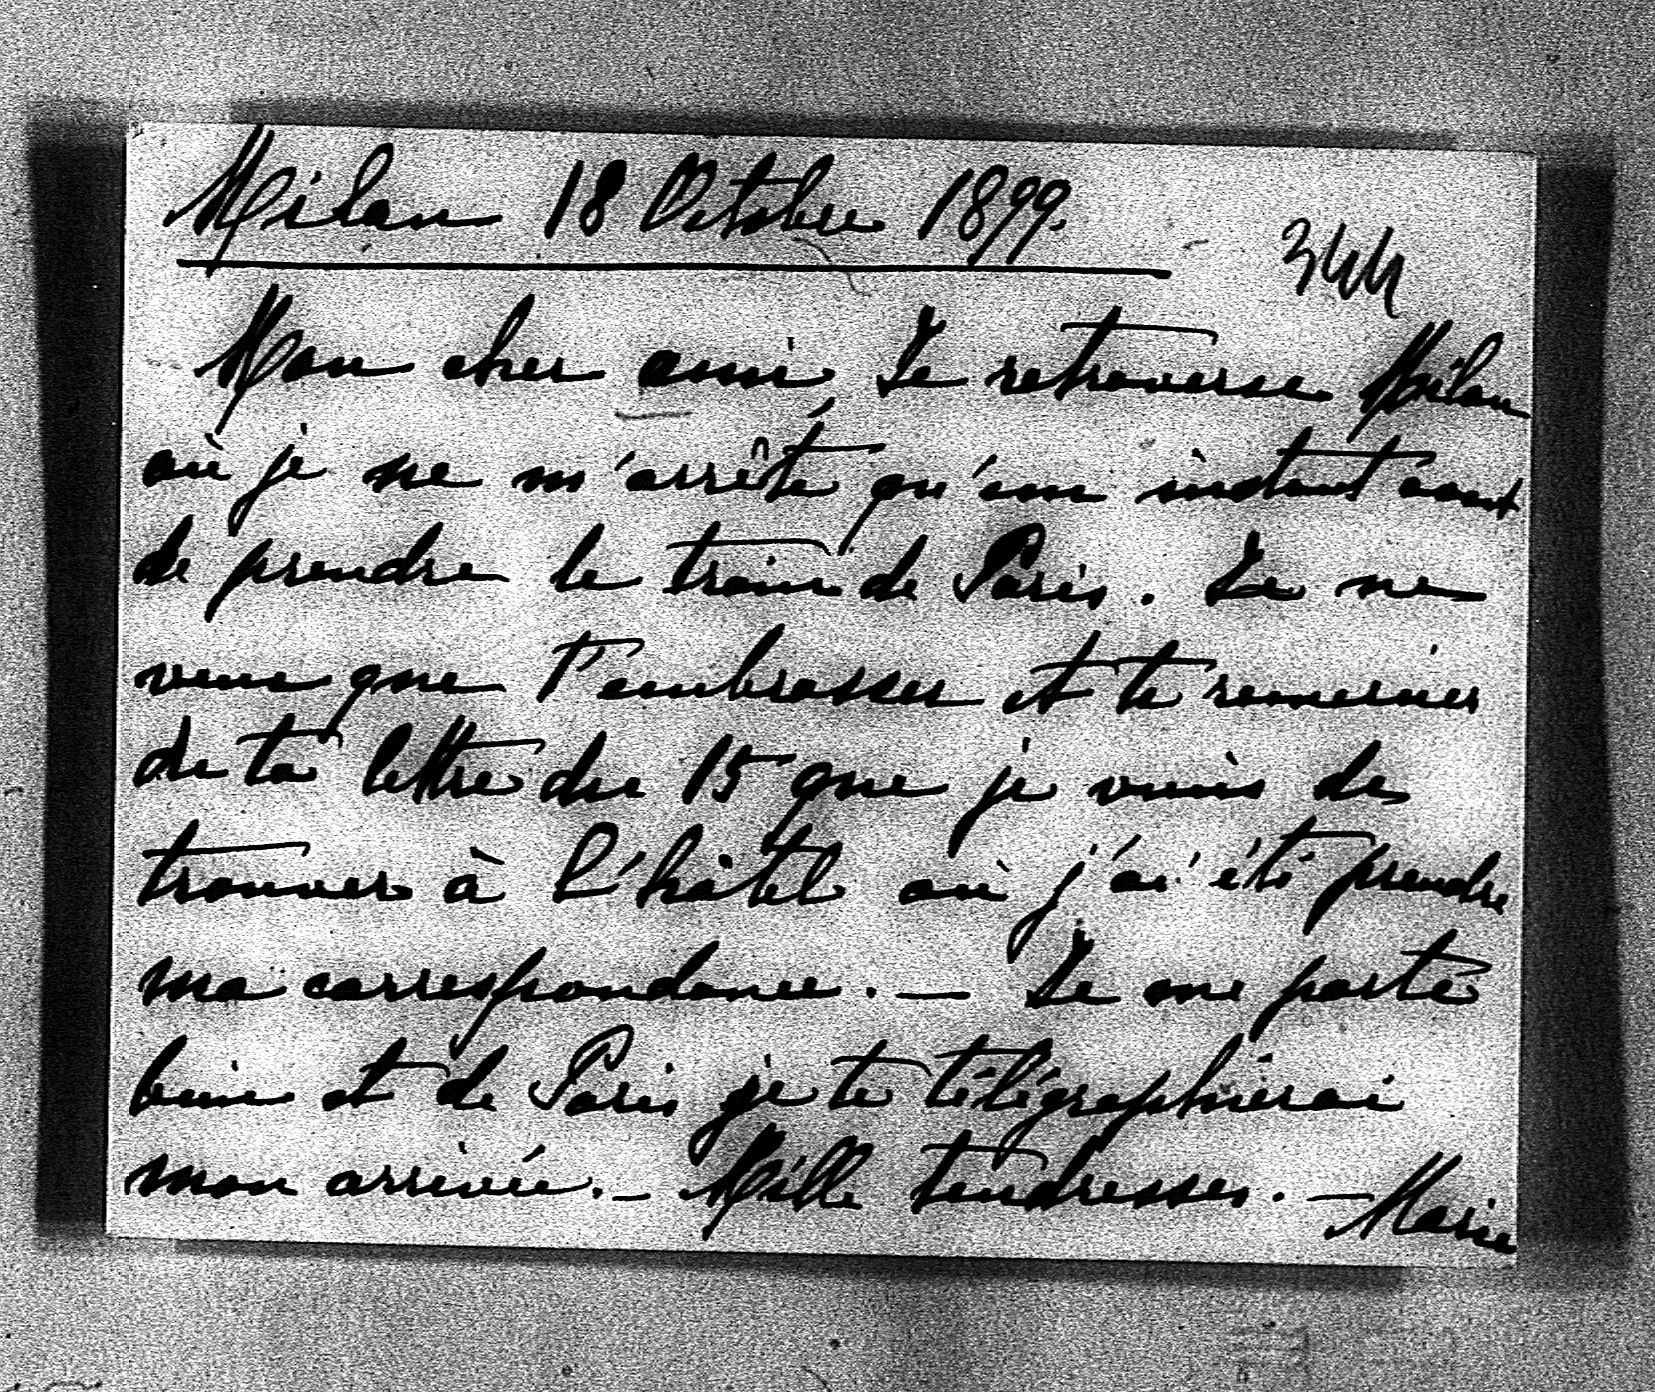 Milan 18 Octobre 1899.
344
Mon cher ami Je retraverse Milan
où je ne m'arrête qu'un instant avant
de prendre le train de Paris. Je ne
veux que t'embrasser et te remercier
de ta lettre du 15 que je viens de
trouver à l'hôtel où j'ai été prendre
ma correspondance. — Je me porte
bien et de Paris je te télégraphierai
mon arrivée. — Mille tendresses. — Marie